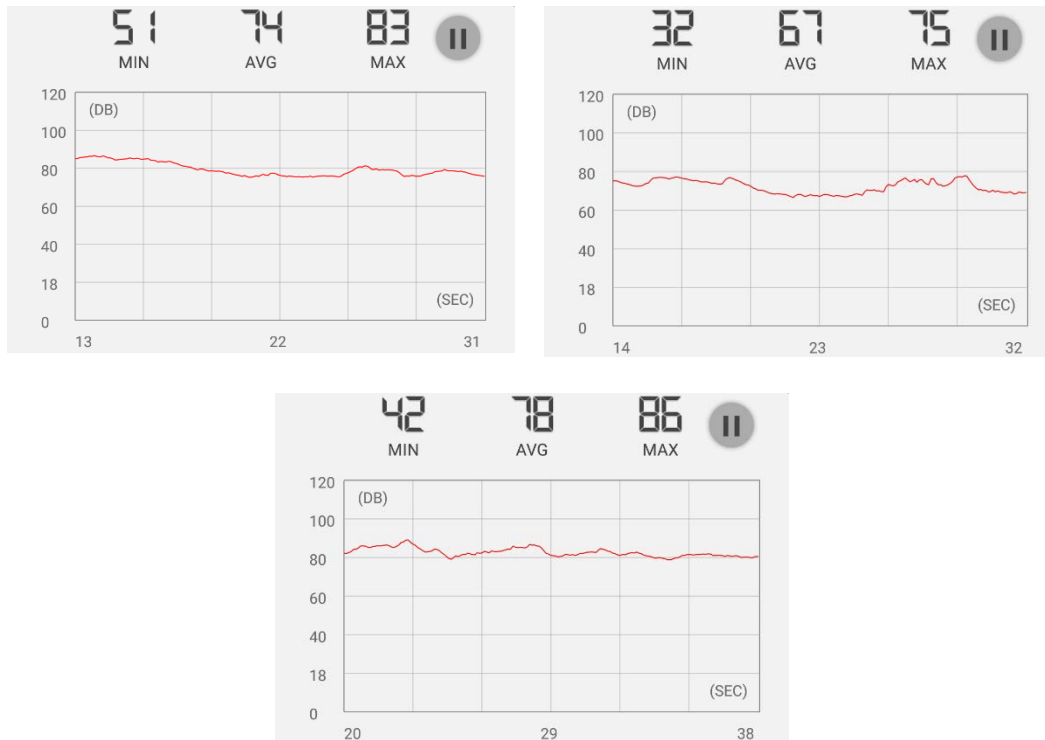 51 74 83
MIN AVG MAX
120
(DB)
100
80
60
40
18
(SEC)
0
13 22 31
32 67 75
MIN AVG MAX
120
(DB)
100
80
60
40
18
(SEC)
0
14 23 32
42 78 86
MIN AVG MAX
120
(DB)
100
80
60
40
18
(SEC)
0
20 29 38